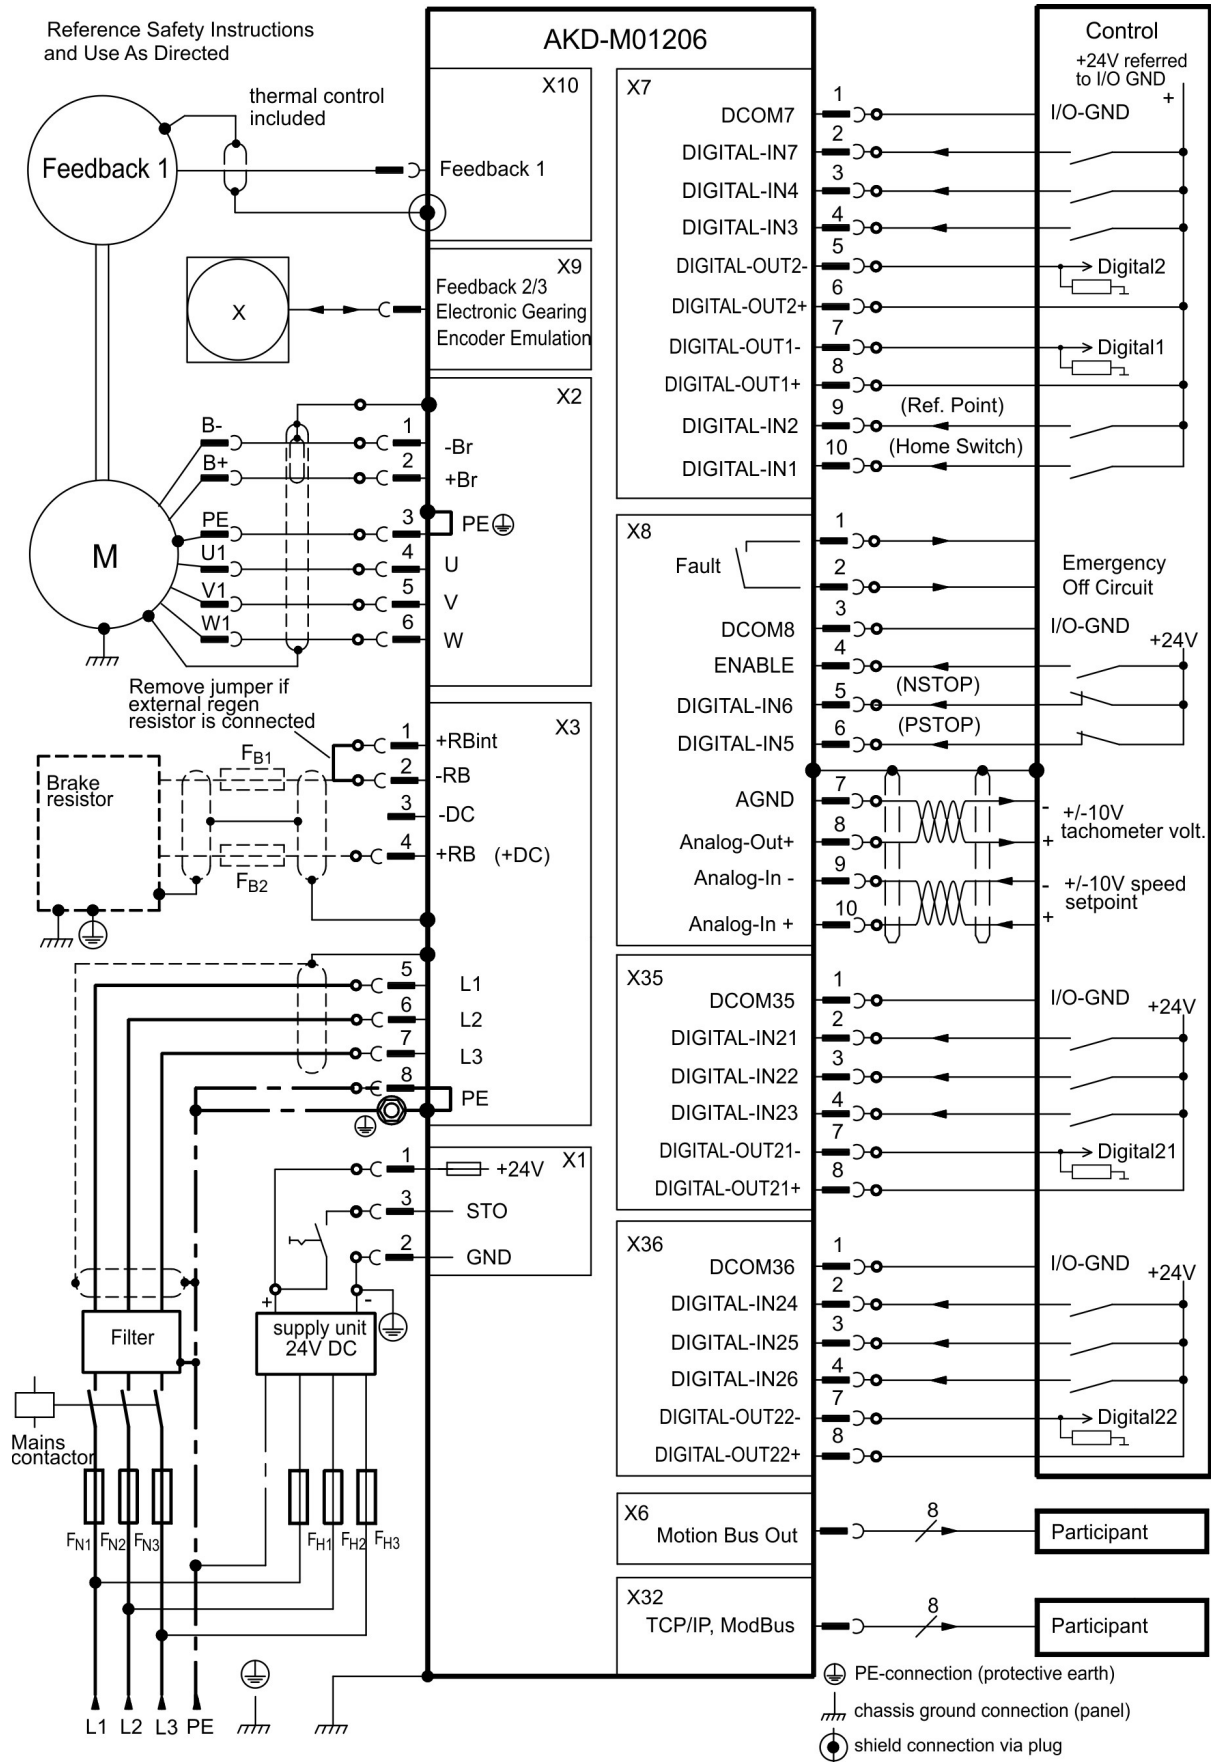 Reference Safety Instructions
and Use As Directed
AKD-M01206
thermal control
included
Feedback 1
X10
Feedback 1
X
X9
Feedback 2/3
Electronic Gearing
Encoder Emulation
X2
B-
1
-Br
B+
2
+Br
PE
3
PE
M
U1
4
U
V1
5
V
W1
6
W
Remove jumper if
external regen
resistor is connected
X3
1
+RBint
FB1
2
-RB
Brake
resistor
3
-DC
4
+RB (+DC)
FB2
5
L1
6
L2
7
L3
8
PE
X1
1
+24V
3
STO
2
GND
+
-
supply unit
24V DC
Filter
Mains
contactor
FN1 FN2 FN3
FH1 FH2 FH3
L1 L2 L3 PE
X7
DCOM7
1
DIGITAL-IN7
2
DIGITAL-IN4
3
DIGITAL-IN3
4
DIGITAL-OUT2-
5
DIGITAL-OUT2+
6
DIGITAL-OUT1-
7
DIGITAL-OUT1+
8
DIGITAL-IN2
9
(Ref. Point)
DIGITAL-IN1
10
(Home Switch)
Control
+24V referred
to I/O GND
+
I/O-GND
Digital2
Digital1
X8
Fault
1
2
Emergency
Off Circuit
DCOM8
3
I/O-GND
+24V
ENABLE
4
DIGITAL-IN6
5
(NSTOP)
DIGITAL-IN5
6
(PSTOP)
AGND
7
-
+/-10V
tachometer volt.
Analog-Out+
8
+
Analog-In -
9
-
+/-10V speed
setpoint
Analog-In +
10
+
X35
DCOM35
1
I/O-GND
+24V
DIGITAL-IN21
2
DIGITAL-IN22
3
DIGITAL-IN23
4
DIGITAL-OUT21-
7
Digital21
DIGITAL-OUT21+
8
X36
DCOM36
1
I/O-GND
+24V
DIGITAL-IN24
2
DIGITAL-IN25
3
DIGITAL-IN26
4
DIGITAL-OUT22-
7
Digital22
DIGITAL-OUT22+
8
X6
Motion Bus Out
8
Participant
X32
TCP/IP, ModBus
8
Participant
PE-connection (protective earth)
chassis ground connection (panel)
shield connection via plug